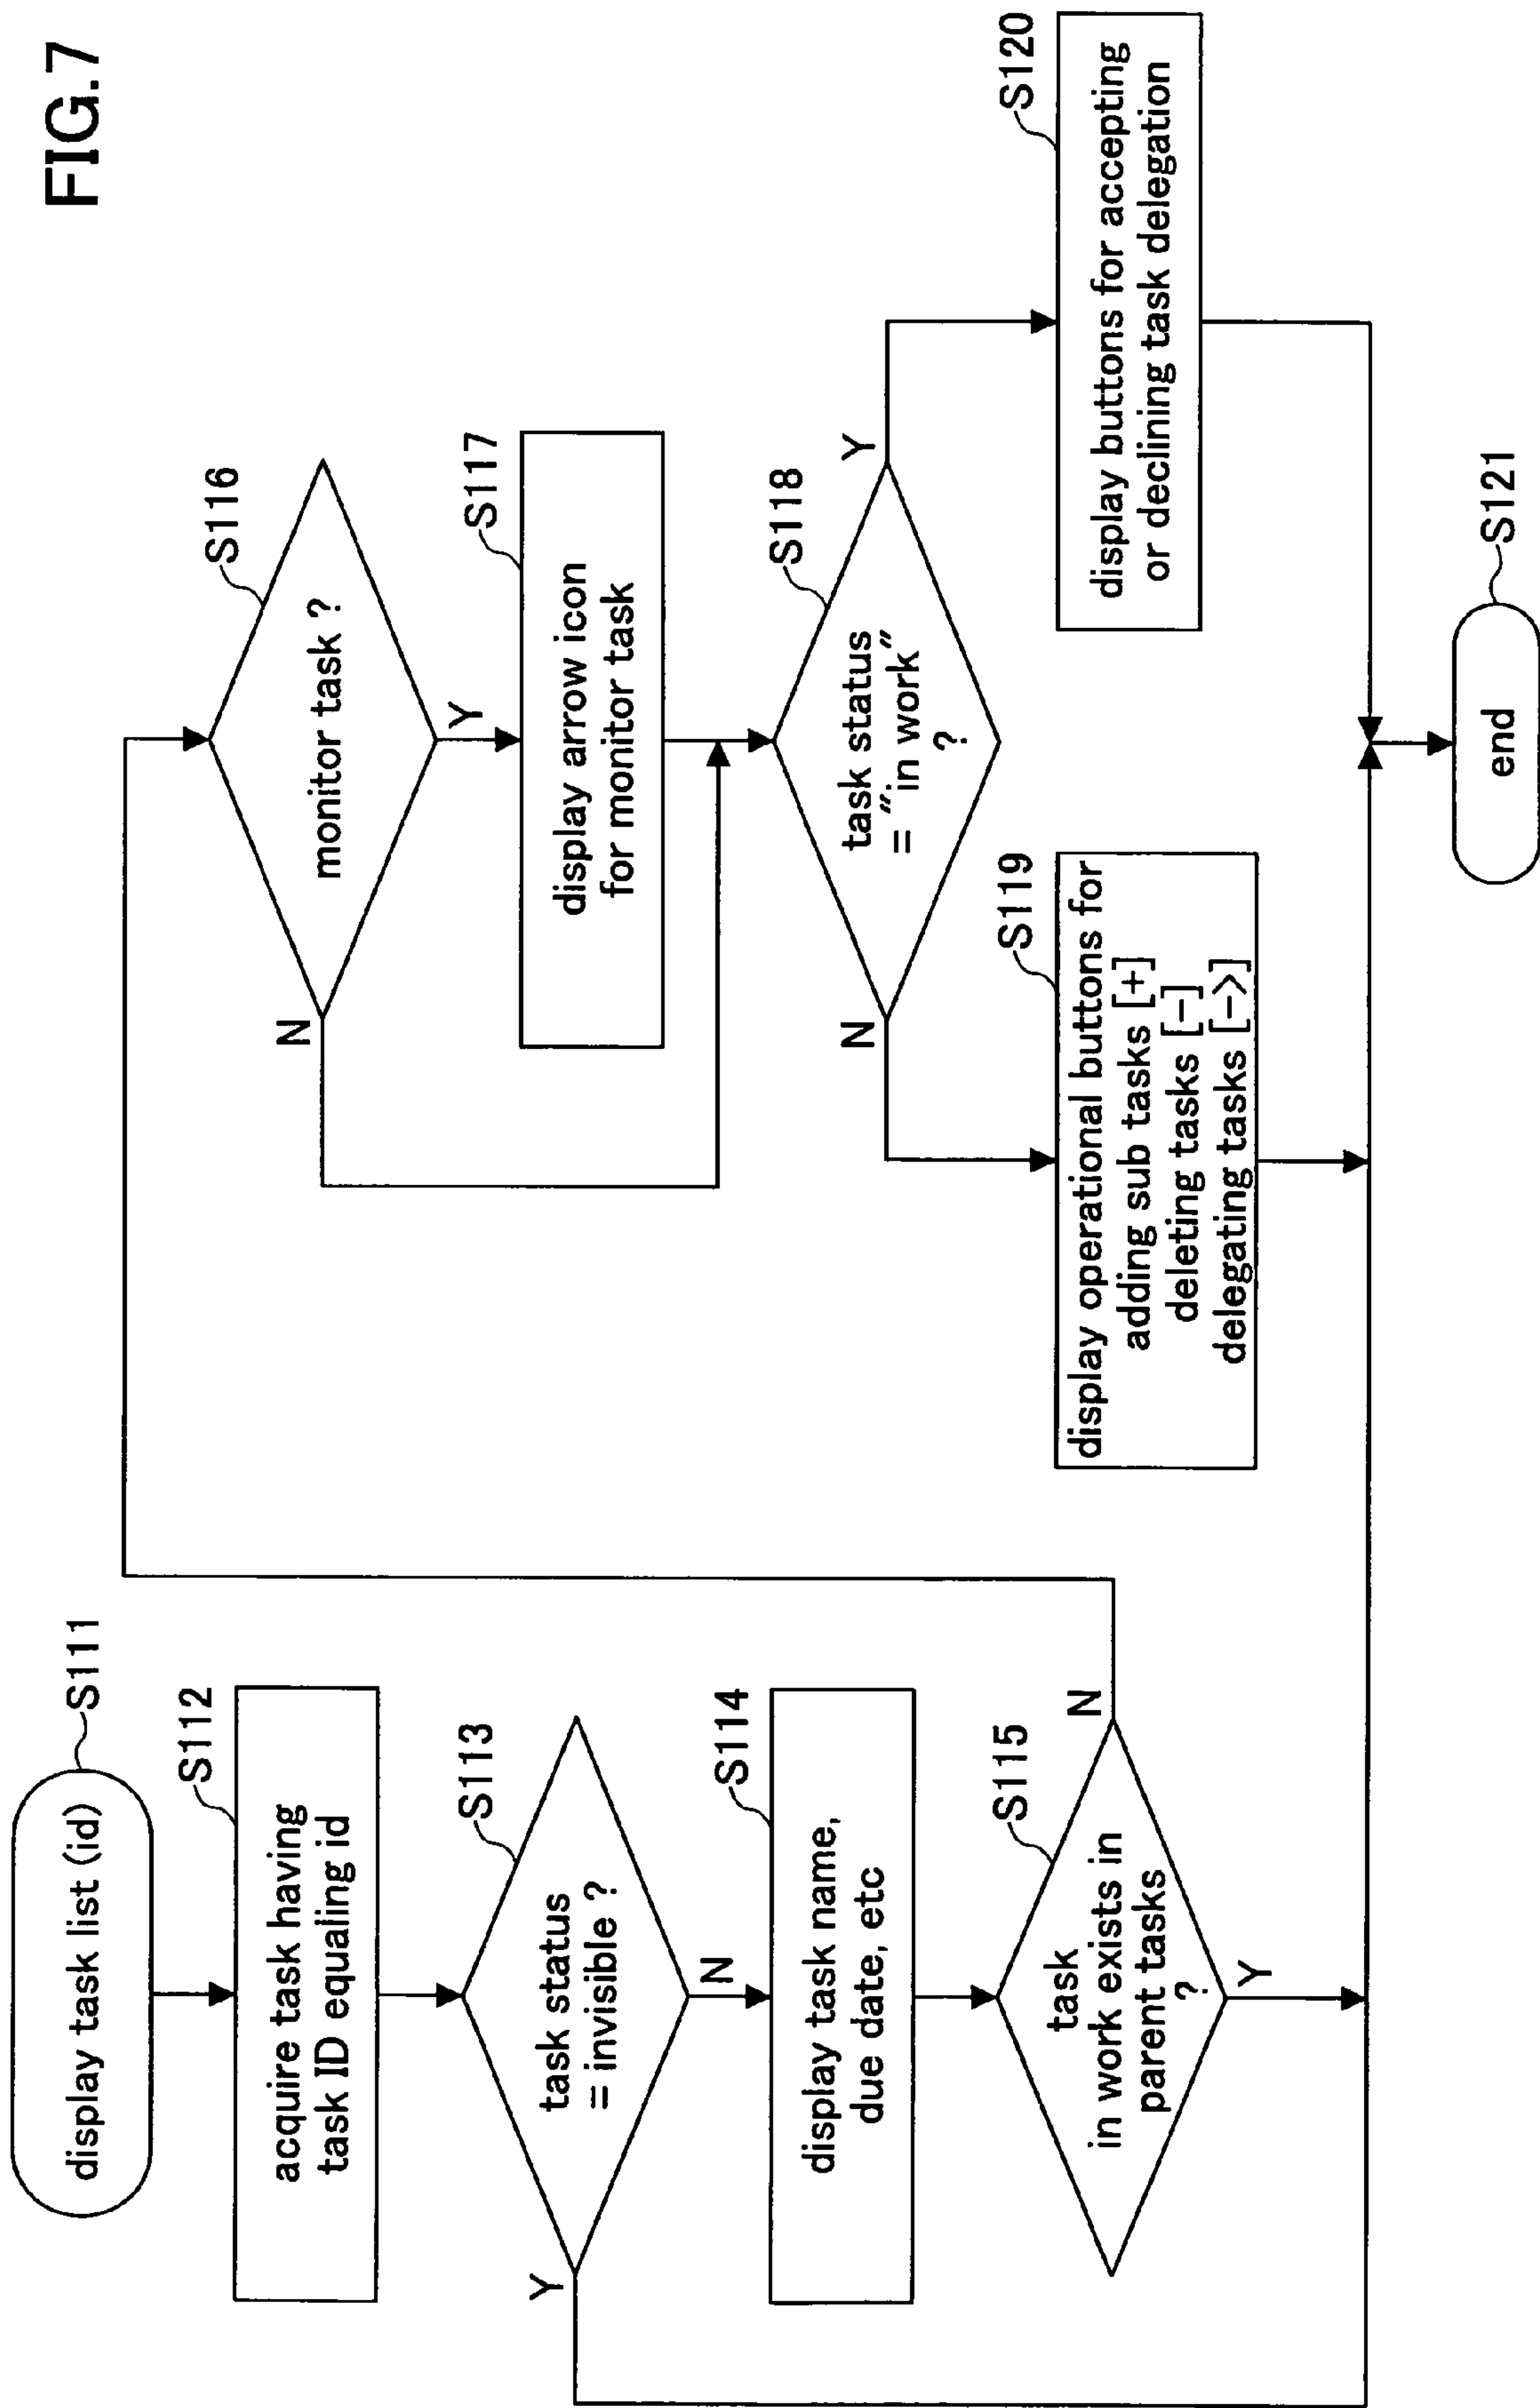 FIG.7
display task list (id)
S111
S112
acquire task having
task ID equaling id
S113
task status
= invisible ?
Y
N
S114
display task name,
due date, etc
S115
task
in work exists in
parent tasks
?
N
Y
S116
monitor task ?
N
Y
S117
display arrow icon
for monitor task
S118
task status
="in work"
?
N
Y
S119
display operational buttons for
adding sub tasks [+]
deleting tasks [-]
delegating tasks [->]
S120
display buttons for accepting
or declining task delegation
end
S121